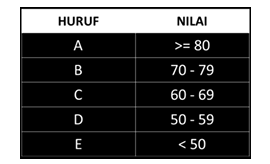 HURUF NILAI
A >= 80
B 70 - 79
C 60 - 69
D 50 - 59
E < 50